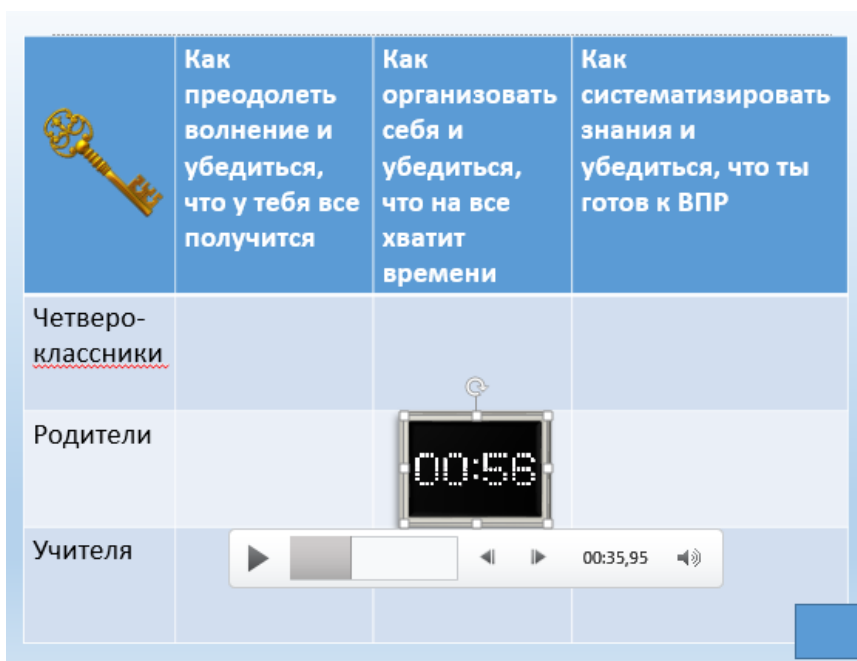 Как
преодолеть
волнение и
убедиться,
что у тебя все
получится
Как
организовать
себя и
убедиться,
что на все
хватит
времени
Как
систематизировать
знания и
убедиться, что ты
готов к ВПР
Четверо-
классники
Родители
00:56
Учителя
00:35,95